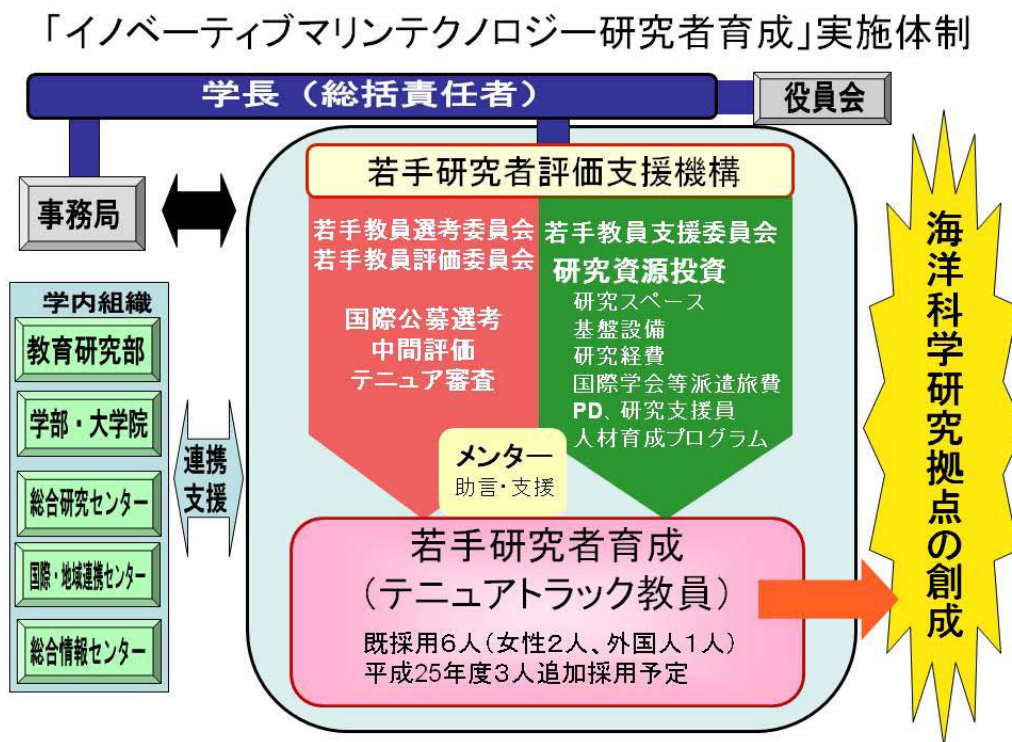 「イノベーティブマリンテクノロジー研究者育成」実施体制
学長（総括責任者）
役員会
事務局
若手研究者評価支援機構
若手教員選考委員会
若手教員評価委員会
国際公募選考
中間評価
テニュア審査
若手教員支援委員会
研究資源投資
研究スペース
基盤設備
研究経費
国際学会等派遣旅費
PD、研究支援員
人材育成プログラム
メンター
助言・支援
学内組織
教育研究部
学部・大学院
総合研究センター
国際・地域連携センター
総合情報センター
連携
支援
若手研究者育成
（テニュアトラック教員）
既採用6人（女性2人、外国人1人）
平成25年度3人追加採用予定
海洋科学研究拠点の創成